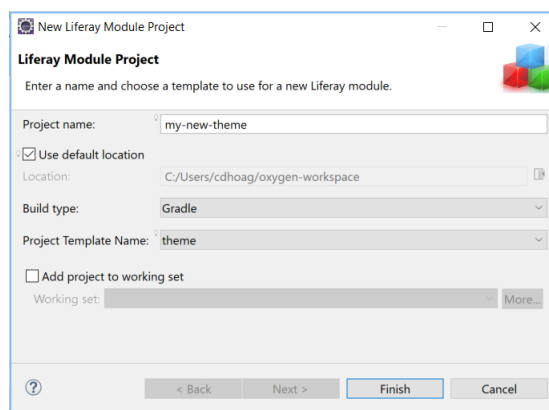 New Liferay Module Project
Liferay Module Project
Enter a name and choose a template to use for a new Liferay module.
Project name: my-new-theme
Use default location
Location: C:/Users/cdhoag/oxygen-workspace
Build type: Gradle
Project Template Name: theme
Add project to working set
Working set: More...
? < Back Next > Finish Cancel